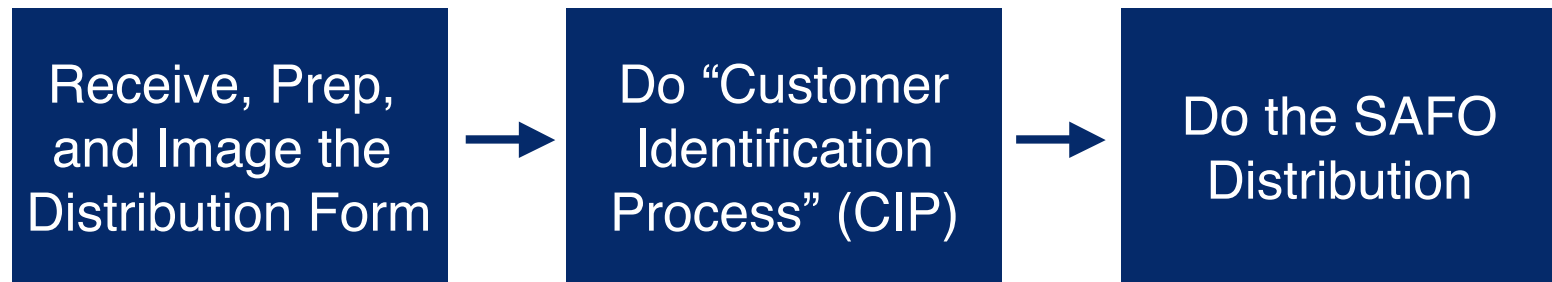 Receive, Prep,
and Image the
Distribution Form
Do “Customer
Identification
Process” (CIP)
Do the SAFO
Distribution